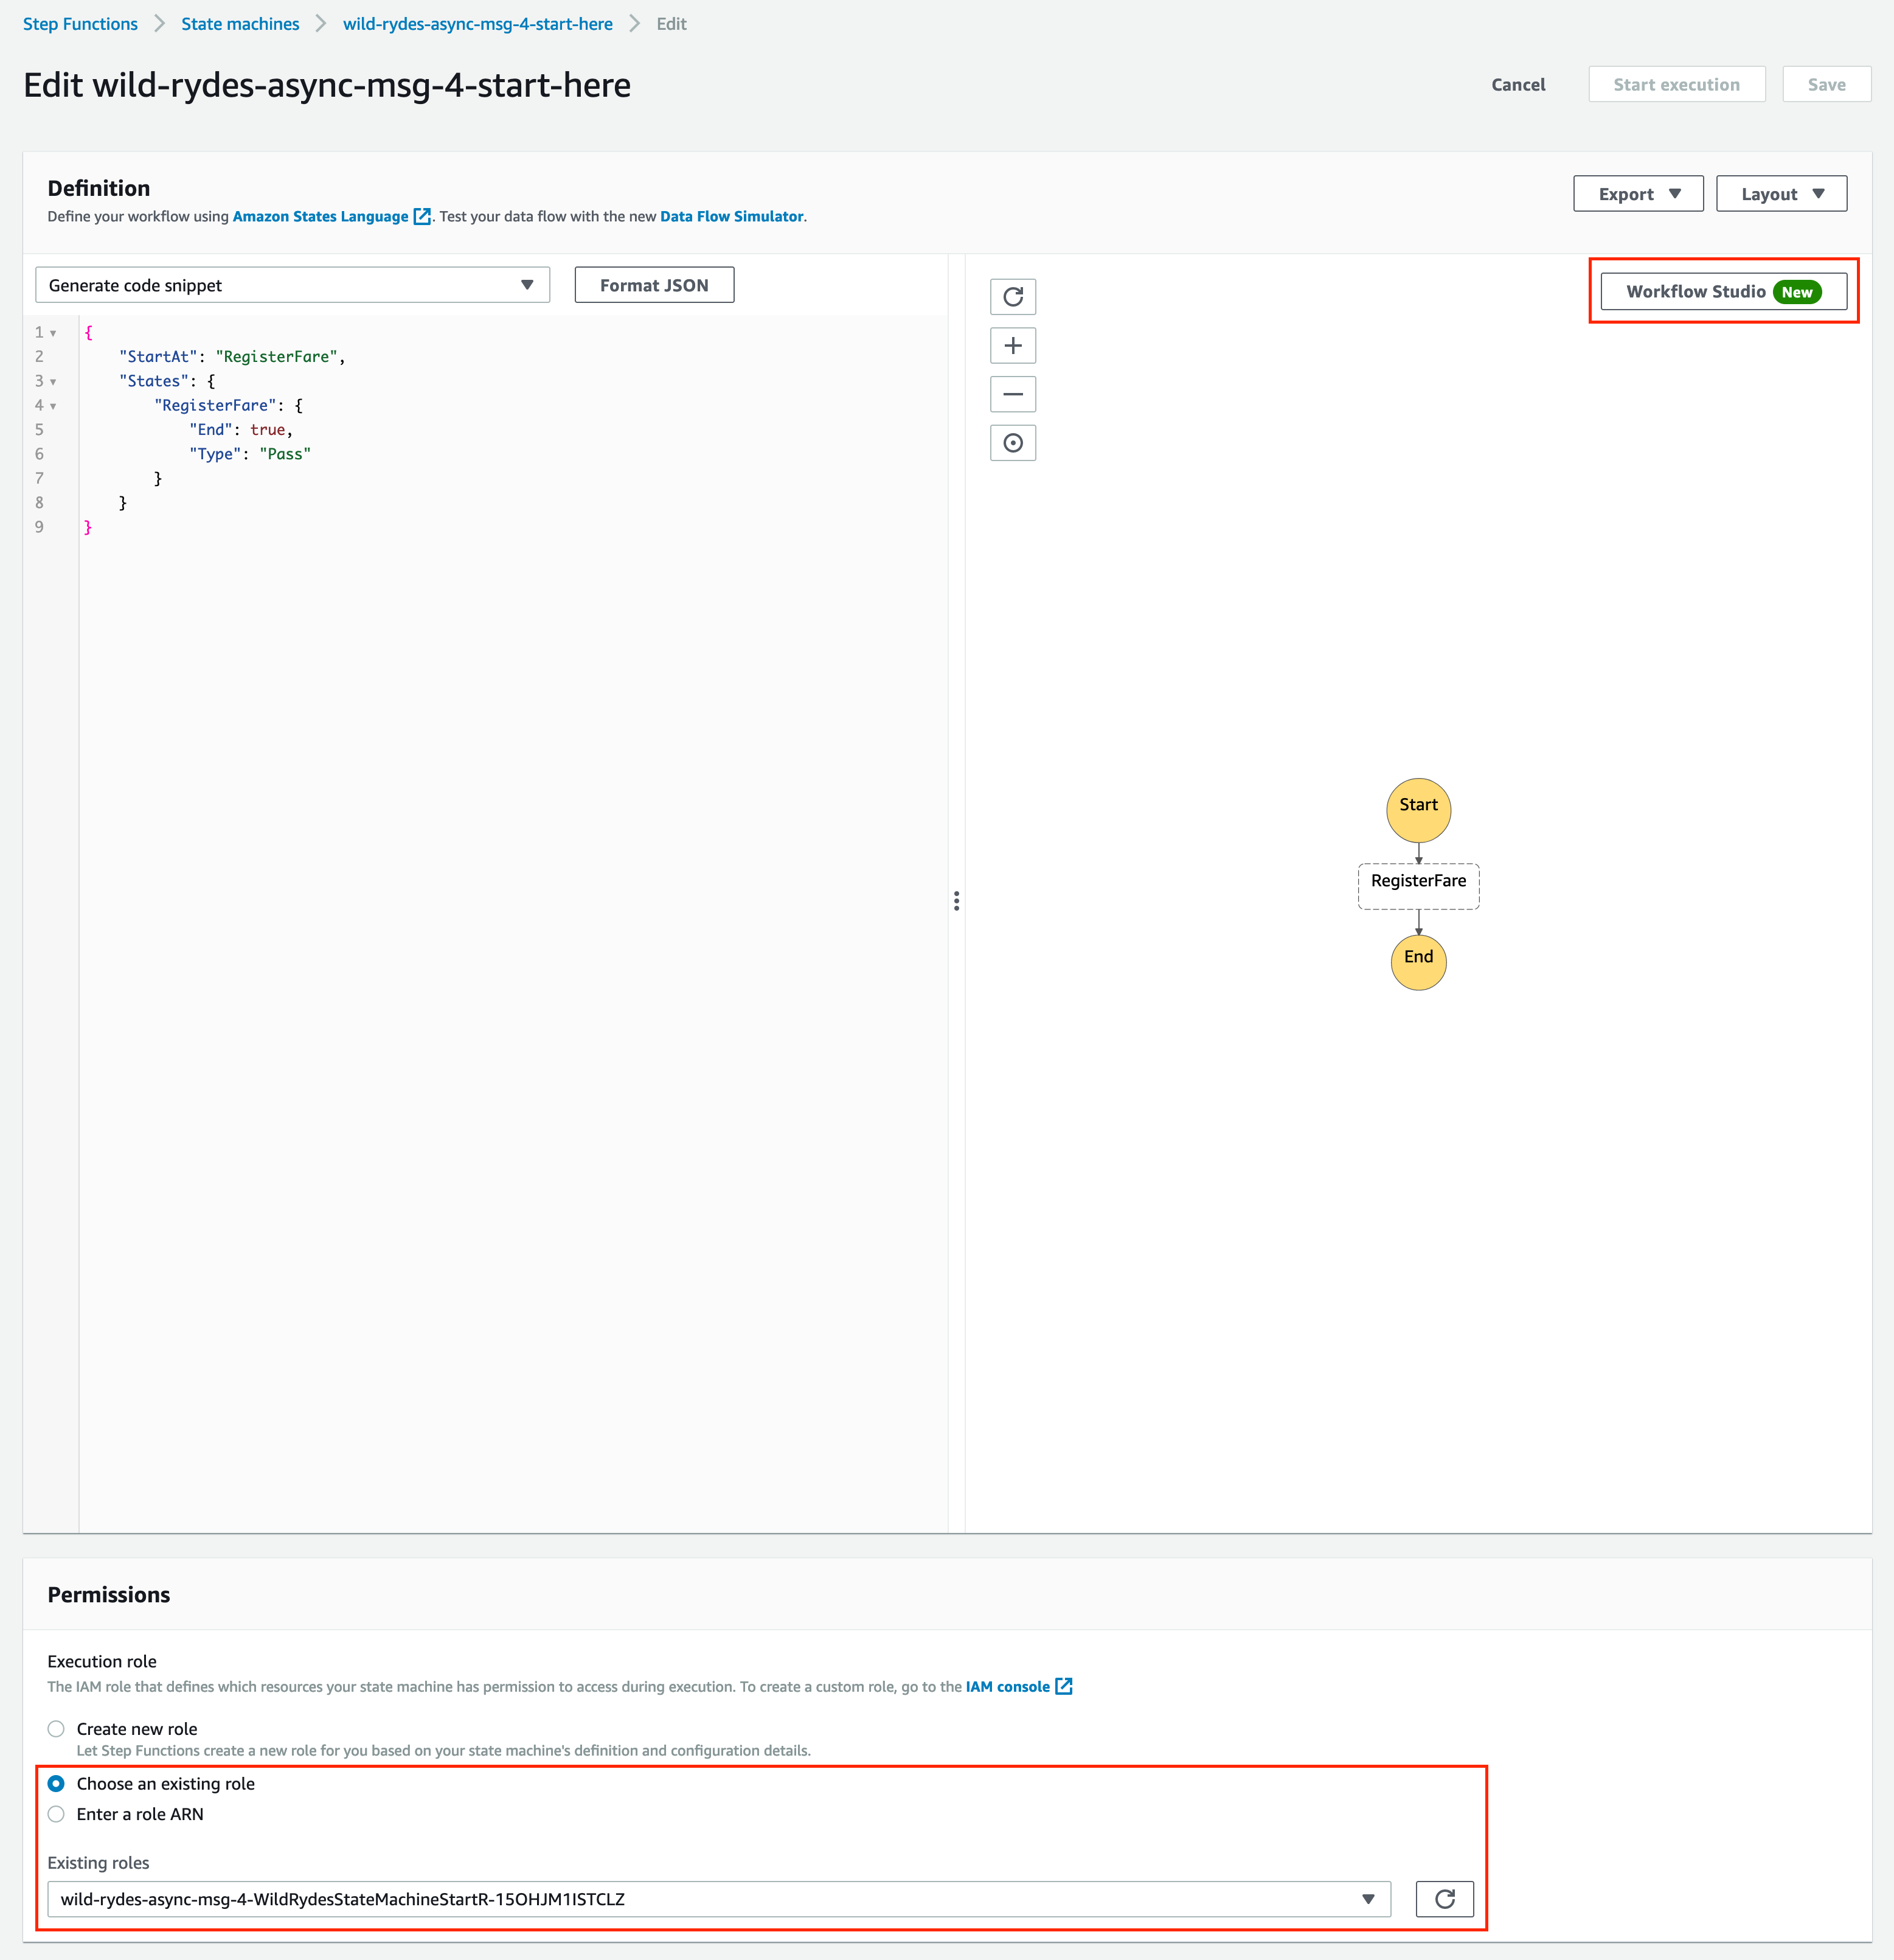 Step Functions > State machines > wild-rydes-async-msg-4-start-here > Edit
Edit wild-rydes-async-msg-4-start-here
Cancel
Start execution
Save
Definition
Define your workflow using Amazon States Language. Test your data flow with the new Data Flow Simulator.
Export
Layout
Generate code snippet
Format JSON
1 {
2     "StartAt": "RegisterFare",
3     "States": {
4         "RegisterFare": {
5             "End": true,
6             "Type": "Pass"
7         }
8     }
9 }
Workflow Studio New
Start
RegisterFare
End
Permissions
Execution role
The IAM role that defines which resources your state machine has permission to access during execution. To create a custom role, go to the IAM console
Create new role
Let Step Functions create a new role for you based on your state machine's definition and configuration details.
Choose an existing role
Enter a role ARN
Existing roles
wild-rydes-async-msg-4-WildRydesStateMachineStartR-15OHJM1ISTCLZ